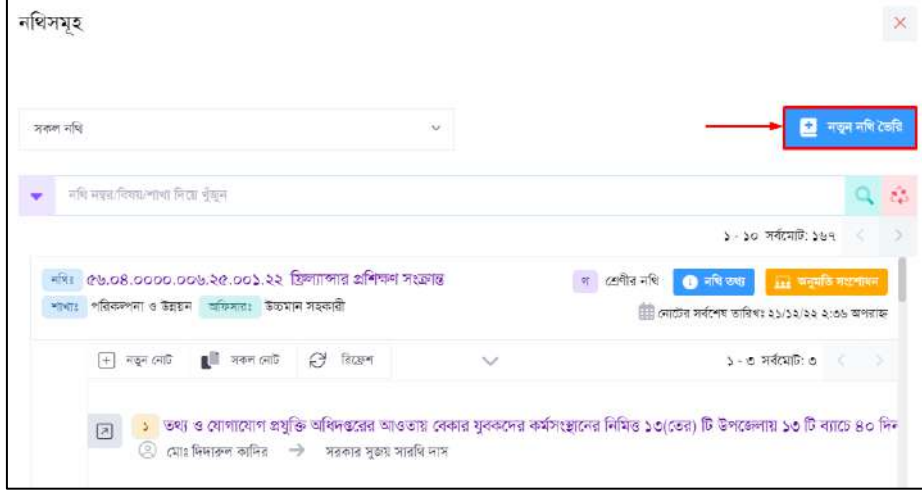 নথিসমূহ
সকল নথি
নতুন নথি তৈরি
নথি নম্বর/বিষয়/শাখা দিয়ে খুঁজুন
১ - ১০ সর্বমোট: ১৬৭
নথিঃ ৫৬.০৪.০০০০.০০৬.২৫.০০১.২২ ফ্রিল্যান্সার প্রশিক্ষণ সংক্রান্ত গ শ্রেণীর নথি নথি তথ্য অনুমতি সংশোধন
শাখাঃ পরিকল্পনা ও উন্নয়ন অফিসারঃ উচ্চমান সহকারী নোটের সর্বশেষ তারিখঃ ২১/১২/২২ ২:৩৬ অপরাহ্ন
নতুন নোট সকল নোট রিফ্রেশ ১ - ৩ সর্বমোট: ৩
১ তথ্য ও যোগাযোগ প্রযুক্তি অধিদপ্তরের আওতায় বেকার যুবকদের কর্মসংস্থানের নিমিত্ত ১৩(তের) টি উপজেলায় ১৩ টি ব্যাচে ৪০ দিন
মোঃ দিদারুল কাদির সরকার সুজয় সারথি দাস